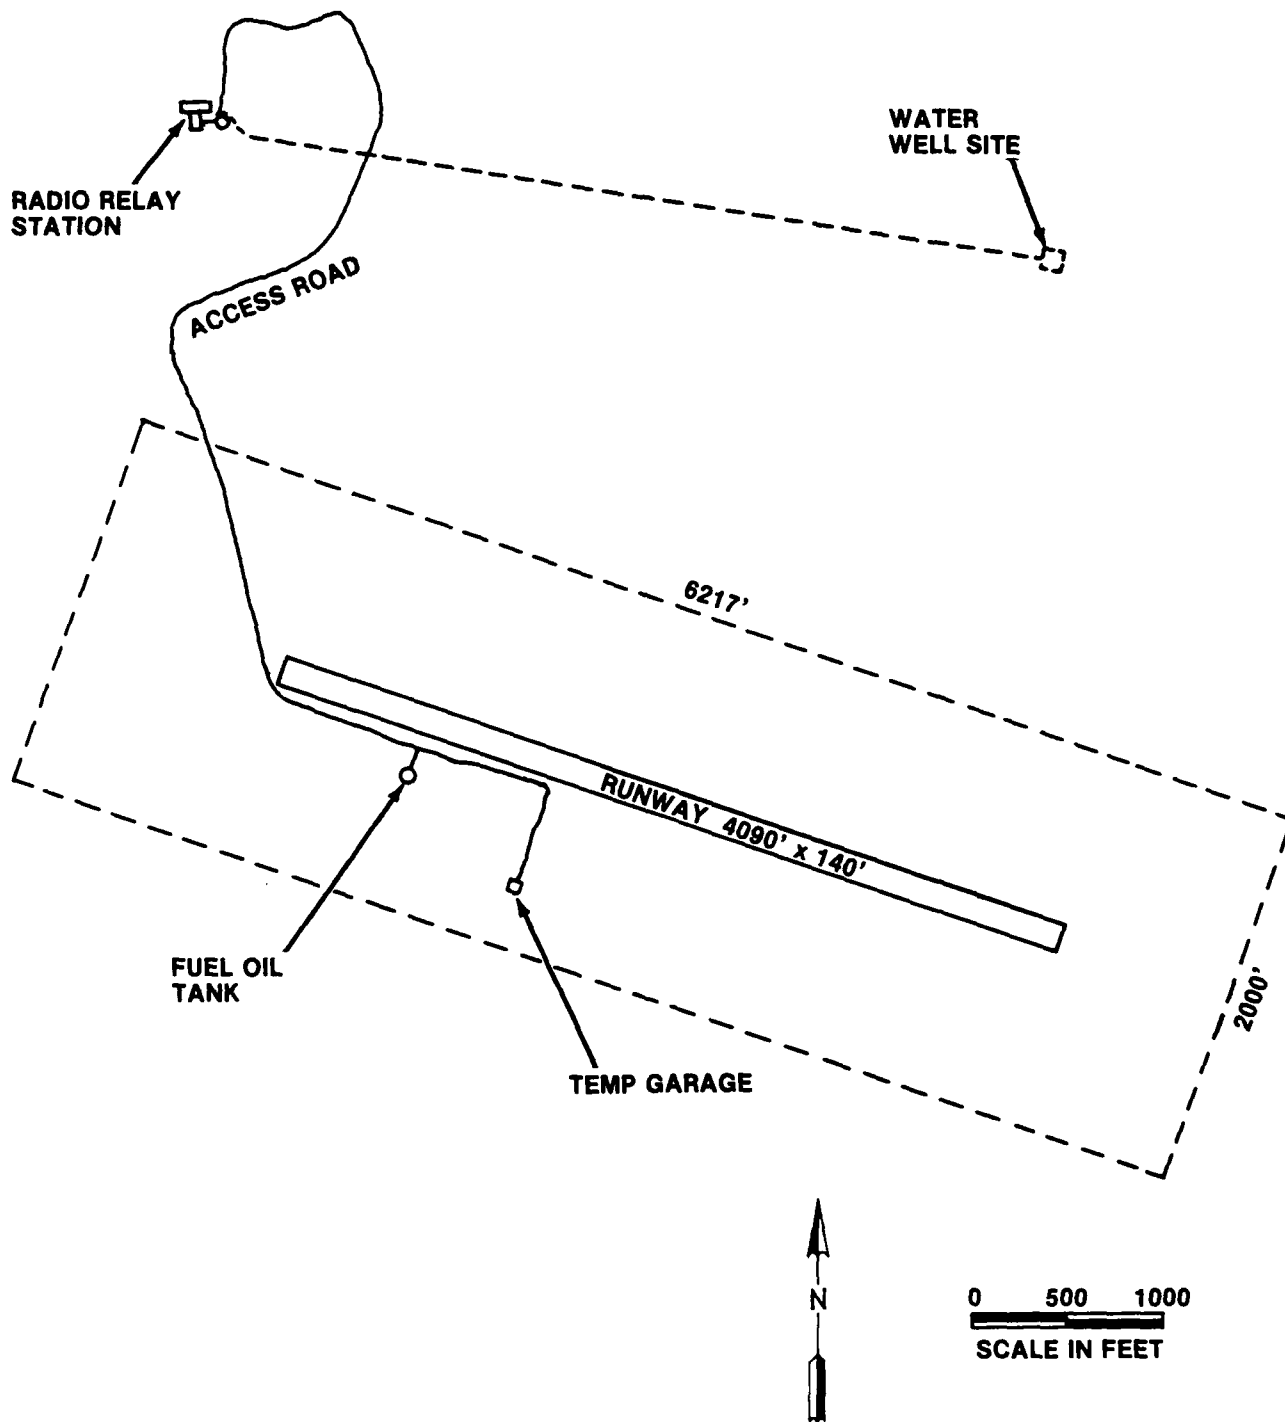 WATER
WELL SITE
RADIO RELAY
STATION
ACCESS ROAD
6217'
RUNWAY 4090' x 140'
FUEL OIL
TANK
2000'
TEMP GARAGE
N
0 500 1000
SCALE IN FEET